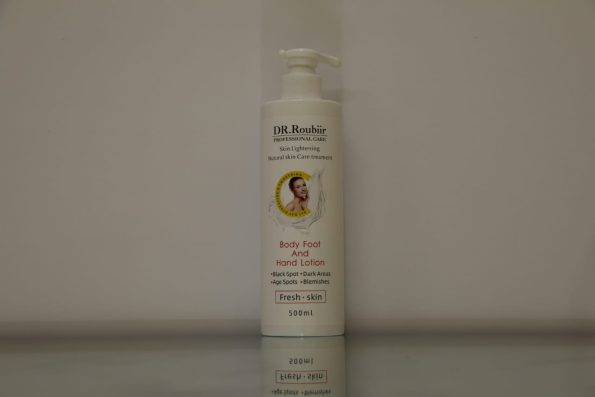 DR.Roubiir
PROFESSIONAL CARE
Skin Lightening
Natural skin Care treament
Body Foot
And
Hand Lotion
•Black Spot •Dark Areas
•Age Spots •Blemishes
Fresh · skin
500ml